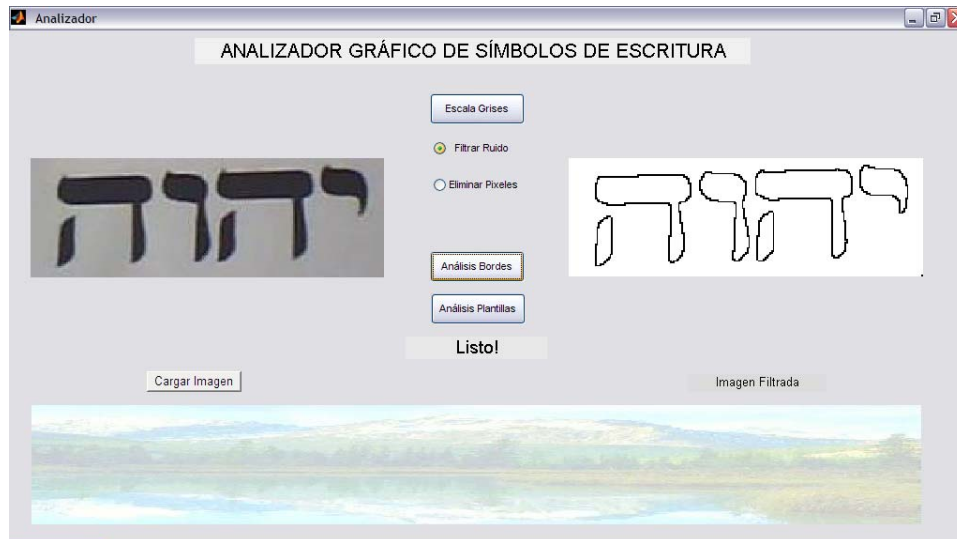 Analizador
ANALIZADOR GRÁFICO DE SÍMBOLOS DE ESCRITURA
Escala Grises
Filtrar Ruido
Eliminar Pixeles
יהוה
יהוה
Análisis Bordes
Análisis Plantillas
Listo!
Cargar Imagen
Imagen Filtrada